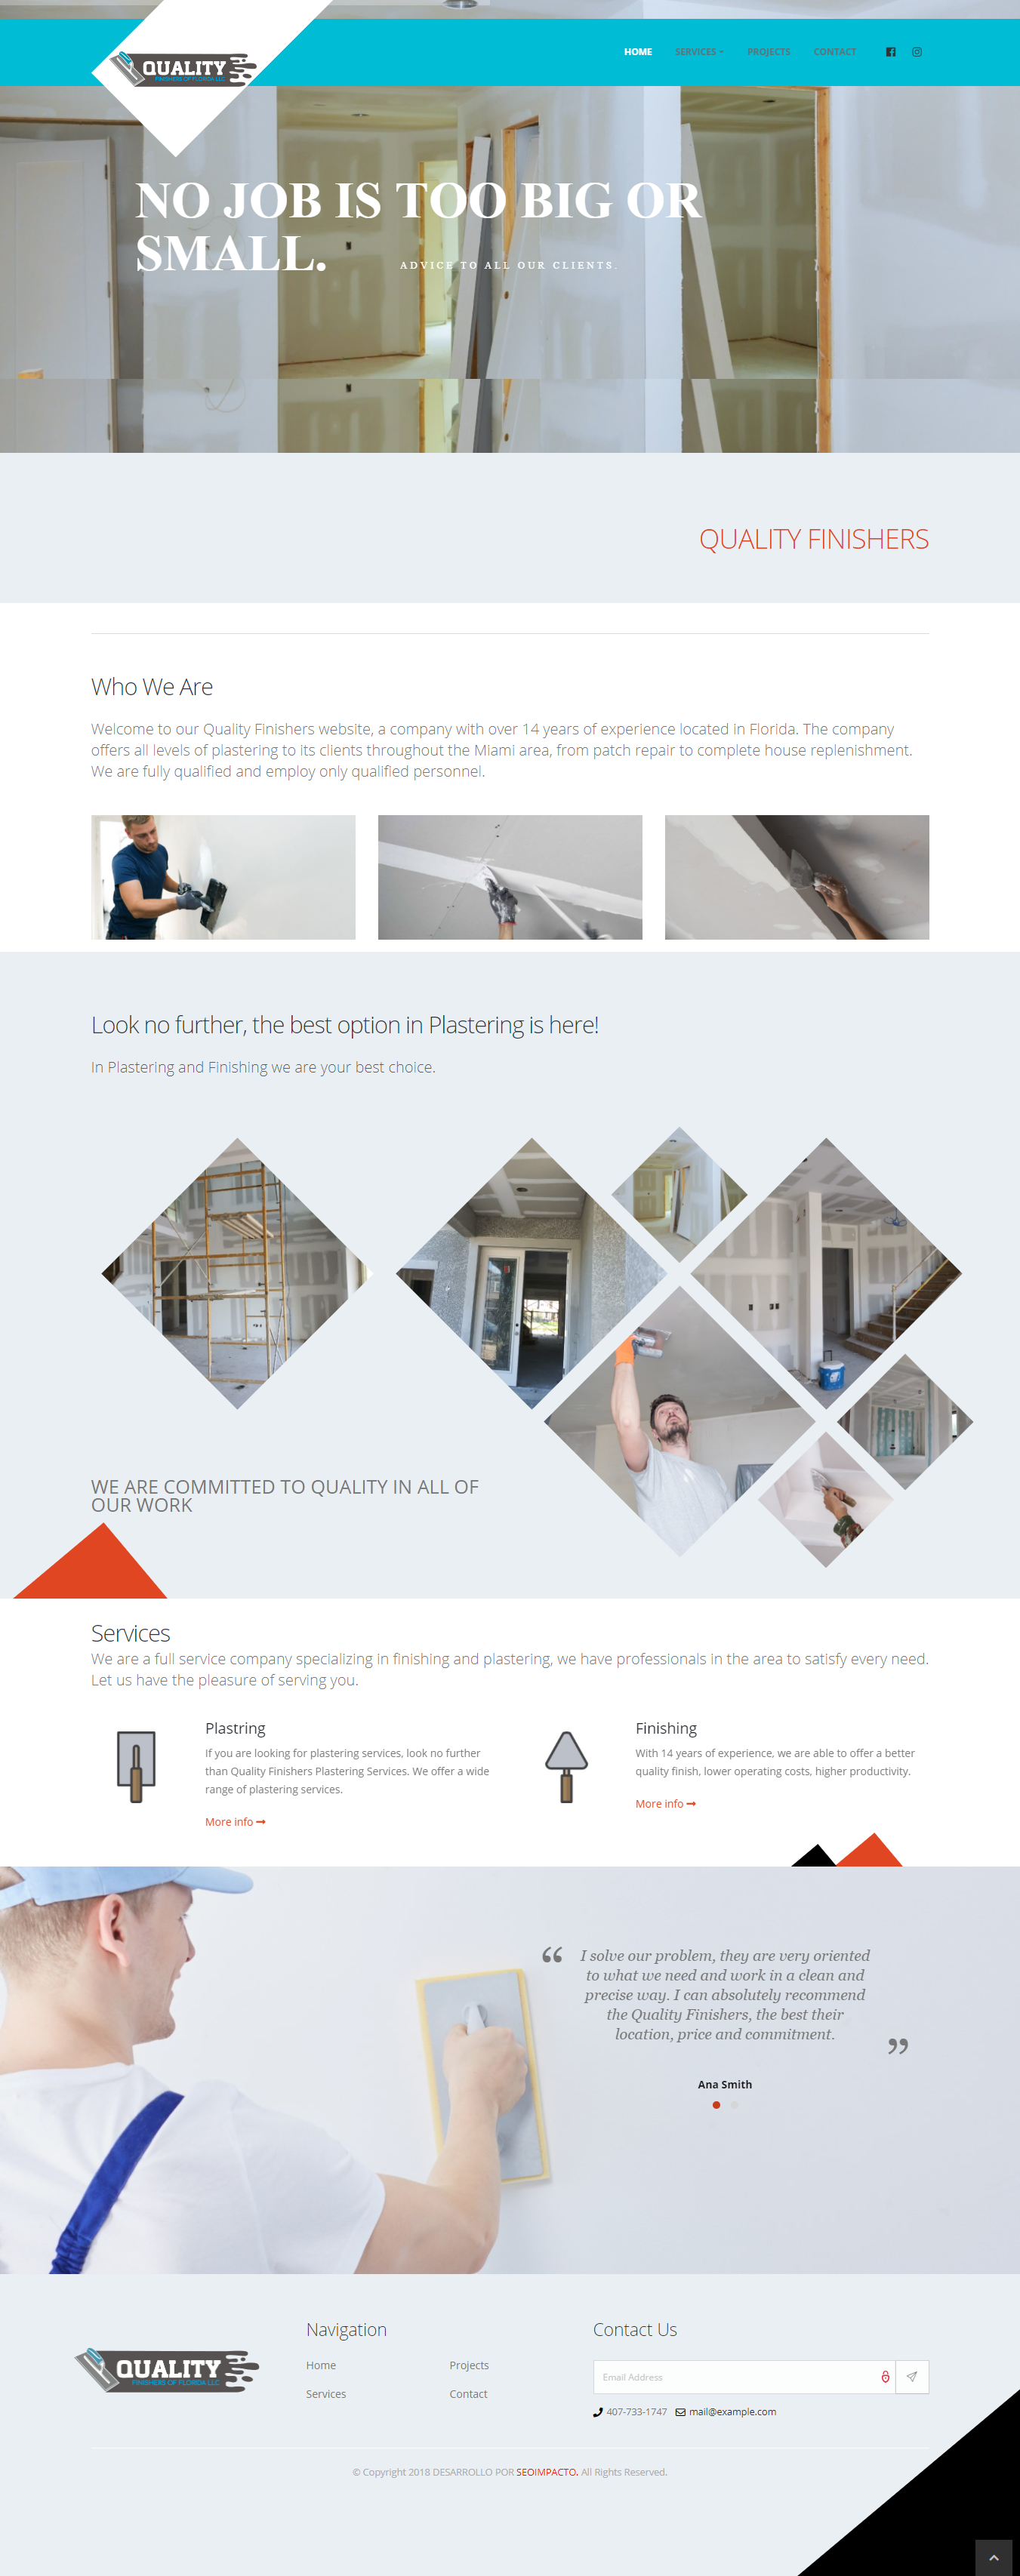 QUALITY
FINISHERS OF FLORIDA LLC
HOME SERVICES PROJECTS CONTACT
NO JOB IS TOO BIG OR
SMALL.
ADVICE TO ALL OUR CLIENTS.
QUALITY FINISHERS
Who We Are
Welcome to our Quality Finishers website, a company with over 14 years of experience located in Florida. The company
offers all levels of plastering to its clients throughout the Miami area, from patch repair to complete house replenishment.
We are fully qualified and employ only qualified personnel.
Look no further, the best option in Plastering is here!
In Plastering and Finishing we are your best choice.
WE ARE COMMITTED TO QUALITY IN ALL OF
OUR WORK
Services
We are a full service company specializing in finishing and plastering, we have professionals in the area to satisfy every need.
Let us have the pleasure of serving you.
Plastring
If you are looking for plastering services, look no further
than Quality Finishers Plastering Services. We offer a wide
range of plastering services.
More info
Finishing
With 14 years of experience, we are able to offer a better
quality finish, lower operating costs, higher productivity.
More info
“ I solve our problem, they are very oriented
to what we need and work in a clean and
precise way. I can absolutely recommend
the Quality Finishers, the best their
location, price and commitment. ”
Ana Smith
QUALITY
FINISHERS OF FLORIDA LLC
Navigation
Home
Projects
Services
Contact
Contact Us
Email Address
407-733-1747 mail@example.com
© Copyright 2018 DESARROLLO POR SEOIMPACTO. All Rights Reserved.